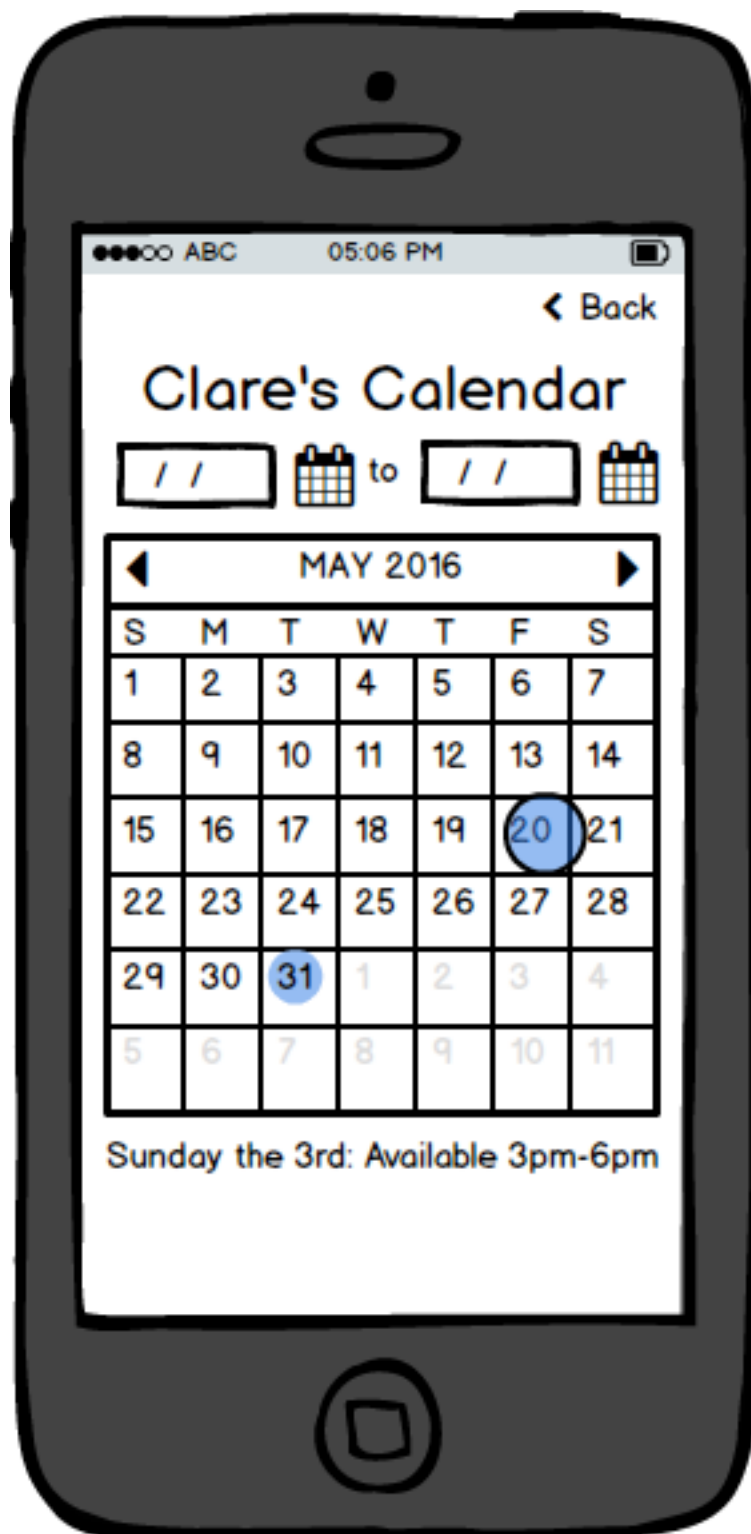 ABC 05:06 PM
Back
Clare's Calendar
/ / to / /
MAY 2016
S M T W T F S
1 2 3 4 5 6 7
8 9 10 11 12 13 14
15 16 17 18 19 20 21
22 23 24 25 26 27 28
29 30 31 1 2 3 4
5 6 7 8 9 10 11
Sunday the 3rd: Available 3pm-6pm